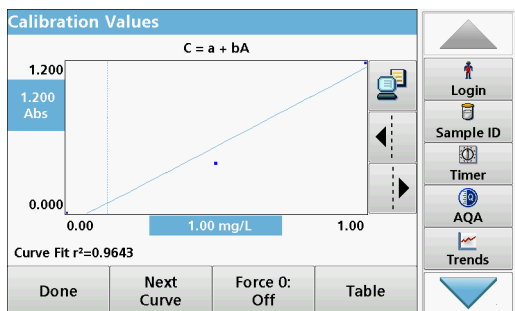 Calibration Values
C = a + bA
1.200
1.200
Abs
0.000
0.00
1.00 mg/L
1.00
Curve Fit r²=0.9643
Done
Next
Curve
Force 0:
Off
Table
Login
Sample ID
Timer
AQA
Trends